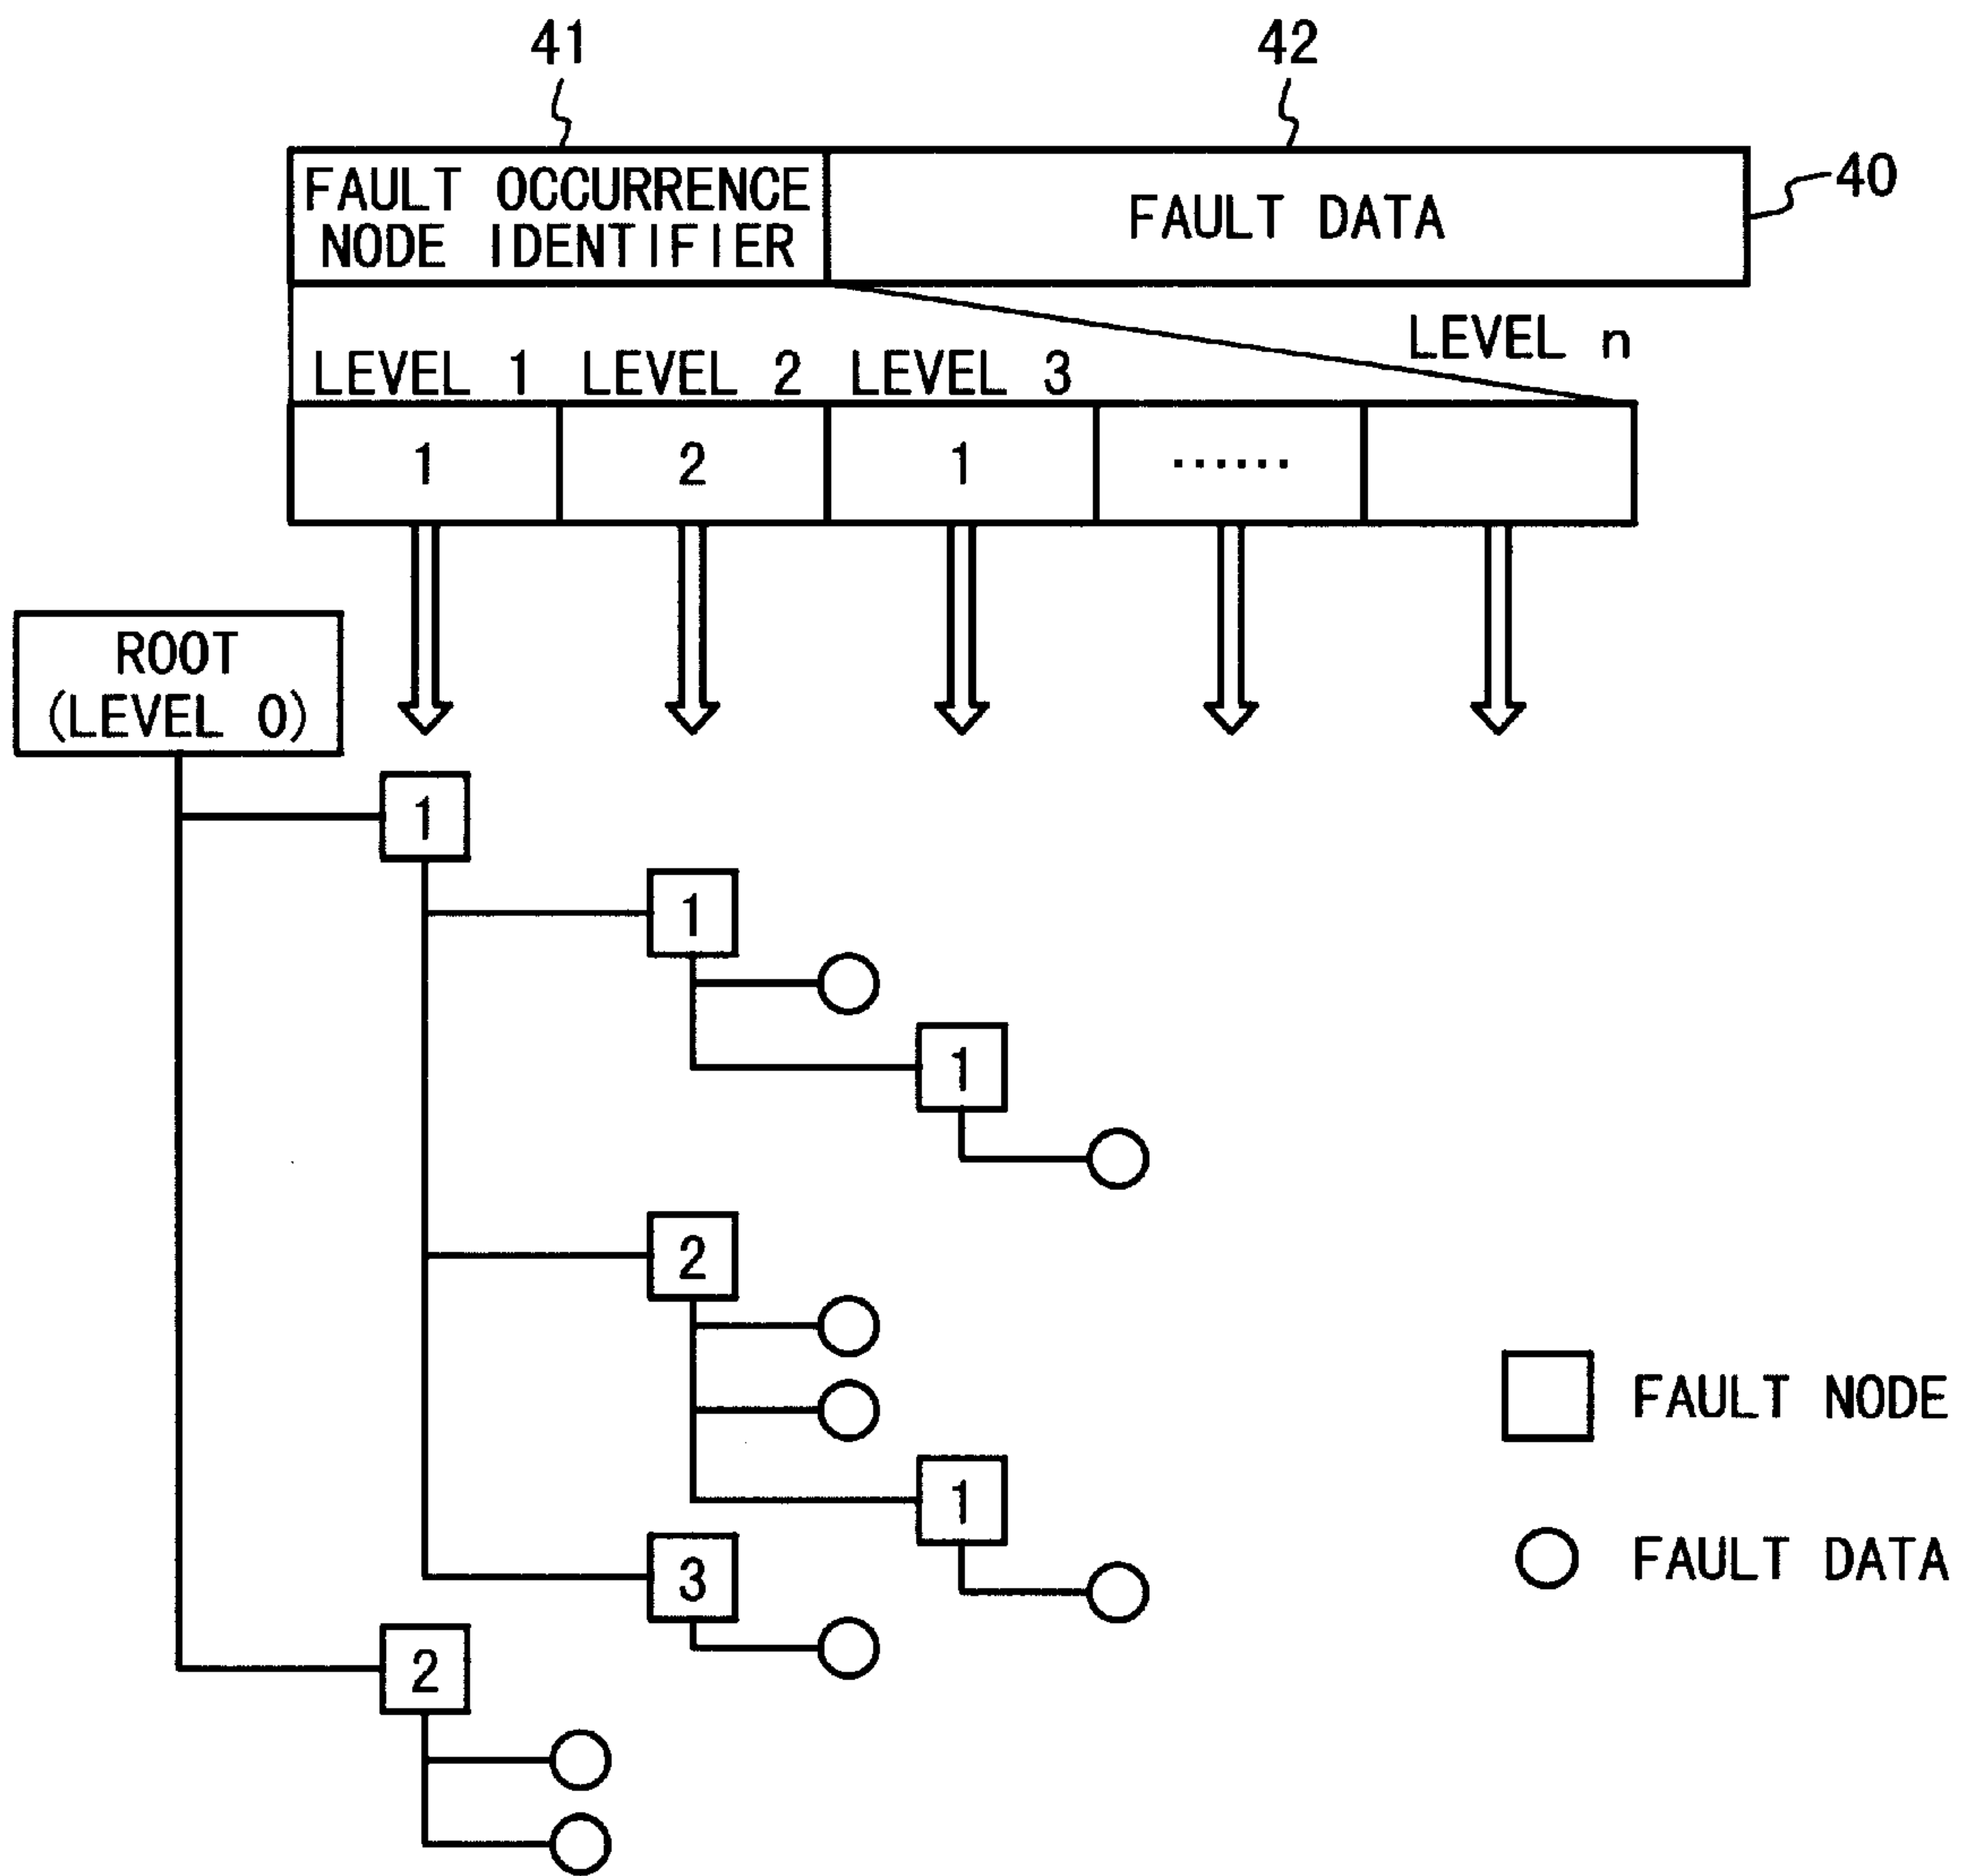 41
42
FAULT OCCURRENCE
NODE IDENTIFIER
FAULT DATA
40
LEVEL 1
LEVEL 2
LEVEL 3
LEVEL n
1
2
1
······
ROOT
(LEVEL 0)
1
1
1
2
1
3
2
FAULT NODE
FAULT DATA